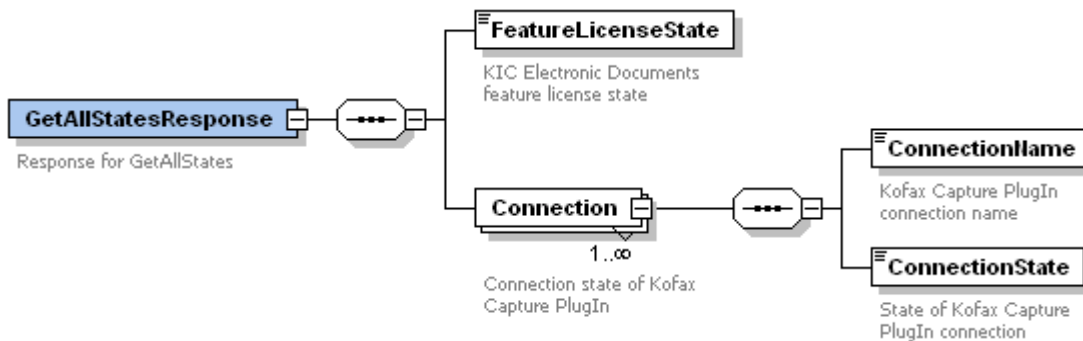 FeatureLicenseState
KIC Electronic Documents
feature license state
GetAllStatesResponse
Response for GetAllStates
Connection
1..∞
Connection state of Kofax
Capture PlugIn
ConnectionName
Kofax Capture PlugIn
connection name
ConnectionState
State of Kofax Capture
PlugIn connection